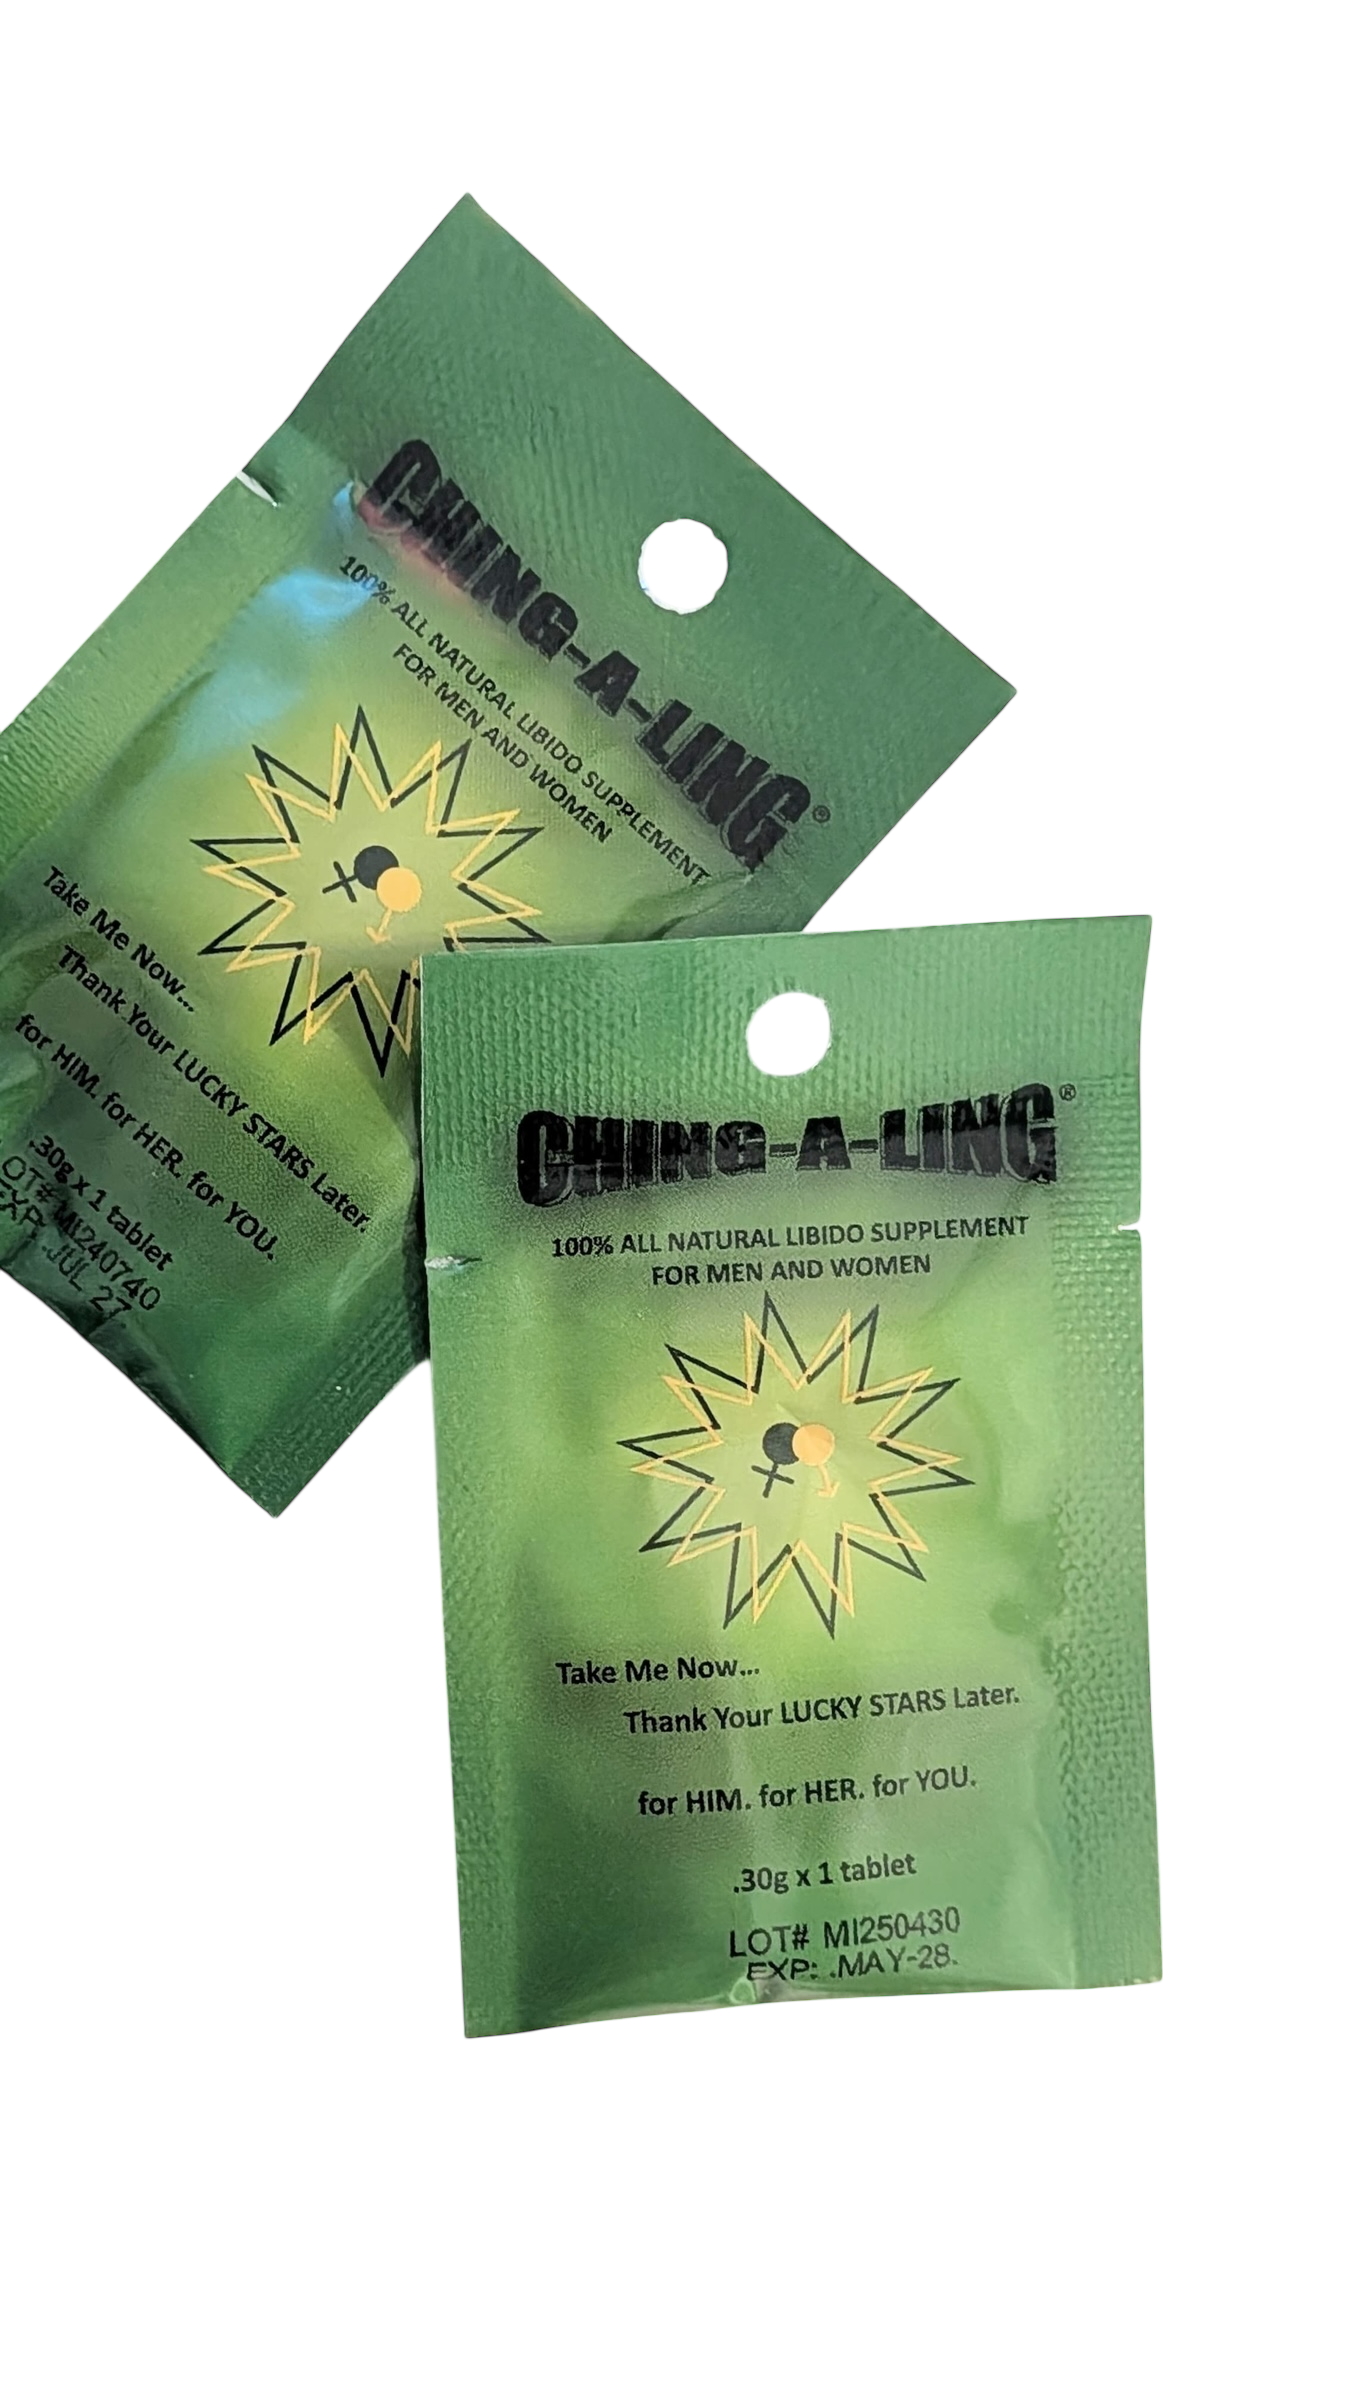 CHING-A-LING®
100% ALL NATURAL LIBIDO SUPPLEMENT
FOR MEN AND WOMEN
Take Me Now...
Thank Your LUCKY STARS Later.
for HIM. for HER. for YOU.
.30g x 1 tablet
LOT# MI240740
EXP: .JUL 27
CHING-A-LING®
100% ALL NATURAL LIBIDO SUPPLEMENT
FOR MEN AND WOMEN
Take Me Now...
Thank Your LUCKY STARS Later.
for HIM. for HER. for YOU.
.30g x 1 tablet
LOT# MI250430
EXP: .MAY-28.